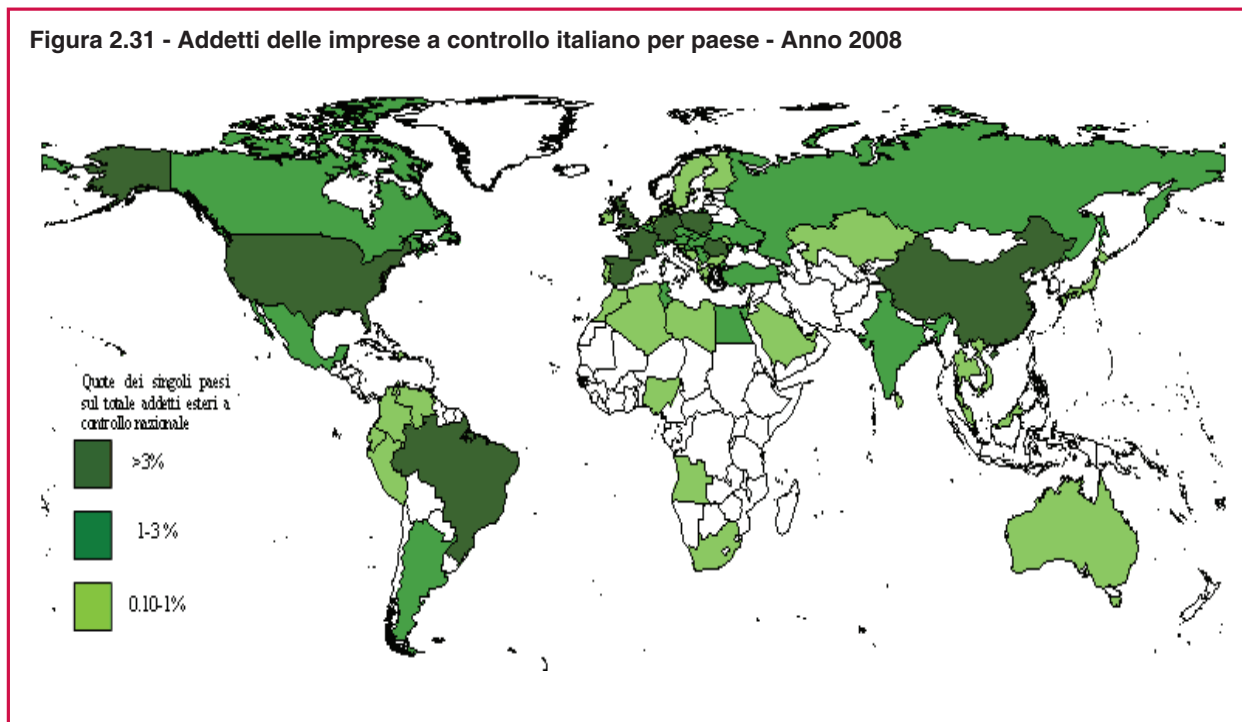 Figura 2.31 - Addetti delle imprese a controllo italiano per paese - Anno 2008
Quote dei singoli paesi
sul totale addetti esteri a
controllo nazionale
>3%
1-3 %
0.10-1%